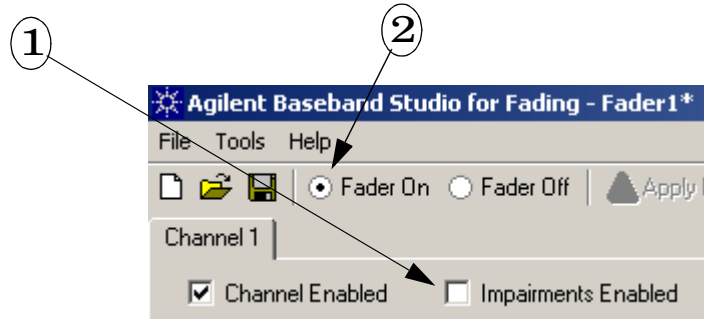 1
2
Agilent Baseband Studio for Fading - Fader1*
File Tools Help
Fader On Fader Off Apply
Channel 1
Channel Enabled Impairments Enabled